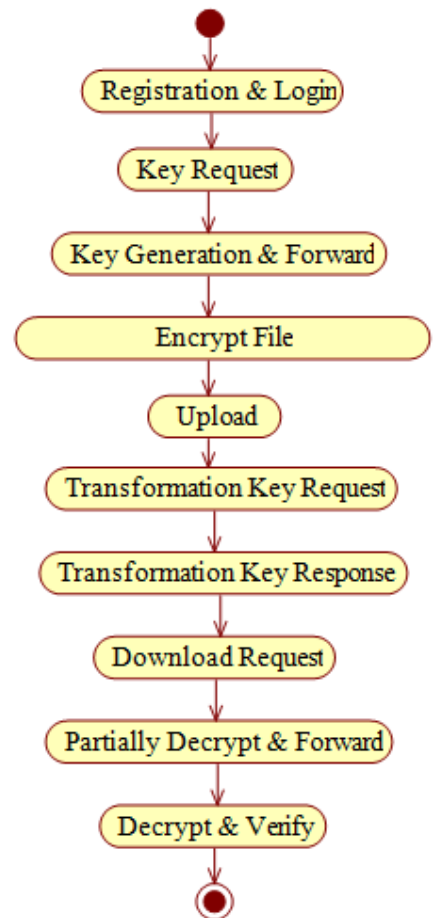 Registration & Login
Key Request
Key Generation & Forward
Encrypt File
Upload
Transformation Key Request
Transformation Key Response
Download Request
Partially Decrypt & Forward
Decrypt & Verify